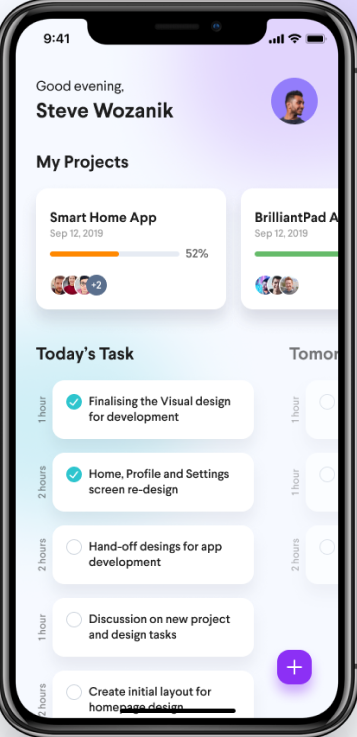 9:41
Good evening,
Steve Wozanik
My Projects
Smart Home App
Sep 12, 2019
52%
+2
BrilliantPad A
Sep 12, 2019
Today's Task
Tomor
1 hour
Finalising the Visual design
for development
1 hour
2 hours
Home, Profile and Settings
screen re-design
1 hour
2 hours
Hand-off desings for app
development
2 hours
1 hour
Discussion on new project
and design tasks
2 hours
Create initial layout for
homepage design